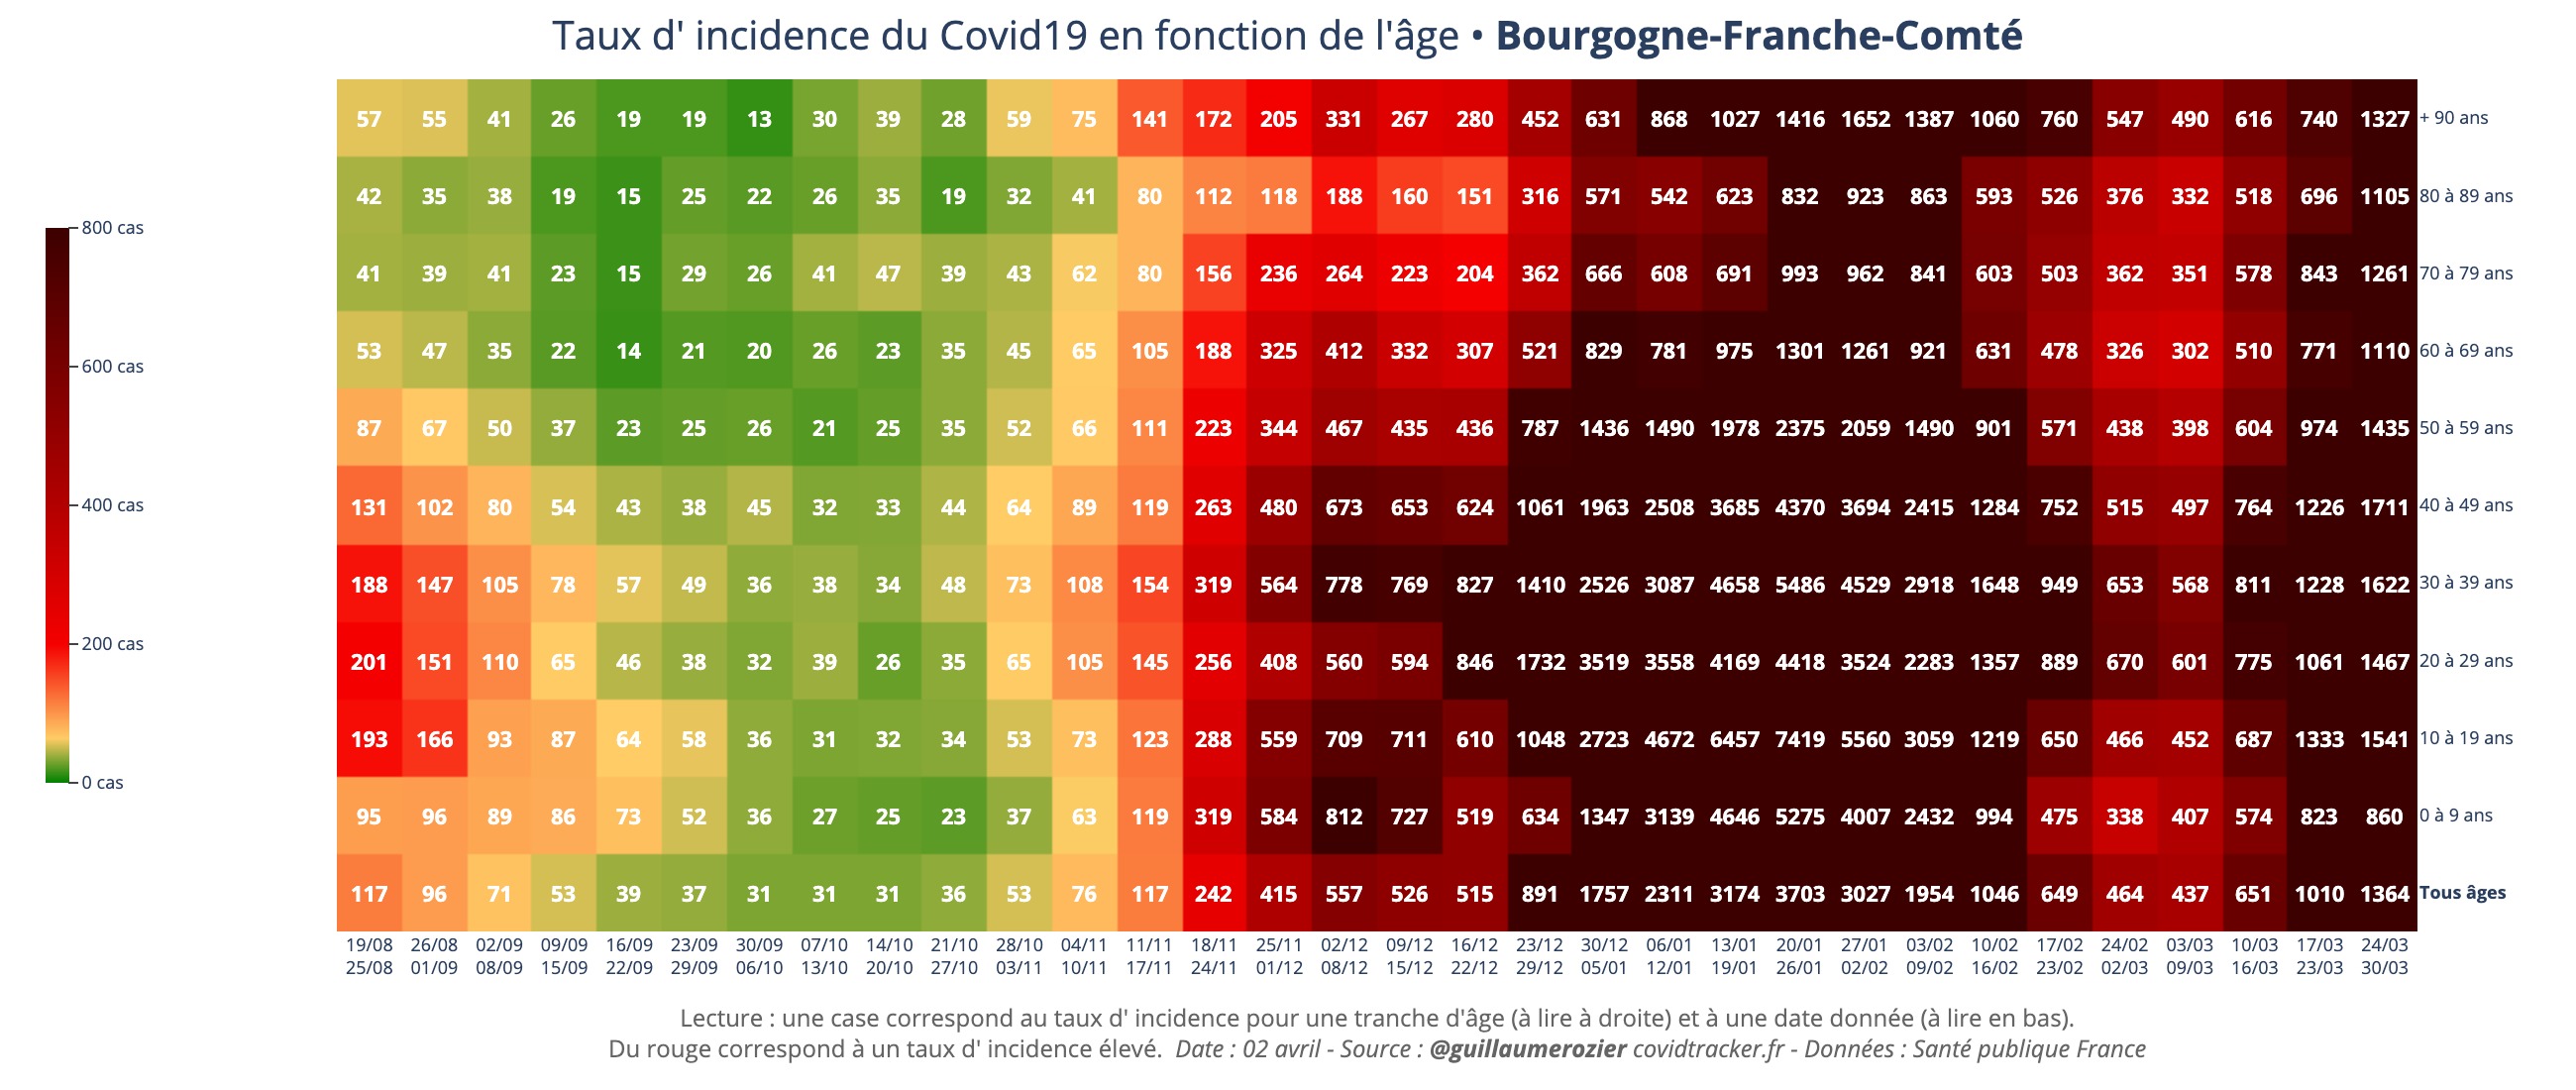 Taux d' incidence du Covid19 en fonction de l'âge • Bourgogne-Franche-Comté
800 cas
600 cas
400 cas
200 cas
0 cas
57 55 41 26 19 19 13 30 39 28 59 75 141 172 205 331 267 280 452 631 868 1027 1416 1652 1387 1060 760 547 490 616 740 1327 + 90 ans
42 35 38 19 15 25 22 26 35 19 32 41 80 112 118 188 160 151 316 571 542 623 832 923 863 593 526 376 332 518 696 1105 80 à 89 ans
41 39 41 23 15 29 26 41 47 39 43 62 80 156 236 264 223 204 362 666 608 691 993 962 841 603 503 362 351 578 843 1261 70 à 79 ans
53 47 35 22 14 21 20 26 23 35 45 65 105 188 325 412 332 307 521 829 781 975 1301 1261 921 631 478 326 302 510 771 1110 60 à 69 ans
87 67 50 37 23 25 26 21 25 35 52 66 111 223 344 467 435 436 787 1436 1490 1978 2375 2059 1490 901 571 438 398 604 974 1435 50 à 59 ans
131 102 80 54 43 38 45 32 33 44 64 89 119 263 480 673 653 624 1061 1963 2508 3685 4370 3694 2415 1284 752 515 497 764 1226 1711 40 à 49 ans
188 147 105 78 57 49 36 38 34 48 73 108 154 319 564 778 769 827 1410 2526 3087 4658 5486 4529 2918 1648 949 653 568 811 1228 1622 30 à 39 ans
201 151 110 65 46 38 32 39 26 35 65 105 145 256 408 560 594 846 1732 3519 3558 4169 4418 3524 2283 1357 889 670 601 775 1061 1467 20 à 29 ans
193 166 93 87 64 58 36 31 32 34 53 73 123 288 559 709 711 610 1048 2723 4672 6457 7419 5560 3059 1219 650 466 452 687 1333 1541 10 à 19 ans
95 96 89 86 73 52 36 27 25 23 37 63 119 319 584 812 727 519 634 1347 3139 4646 5275 4007 2432 994 475 338 407 574 823 860 0 à 9 ans
117 96 71 53 39 37 31 31 31 36 53 76 117 242 415 557 526 515 891 1757 2311 3174 3703 3027 1954 1046 649 464 437 651 1010 1364 Tous âges
19/08 26/08 02/09 09/09 16/09 23/09 30/09 07/10 14/10 21/10 28/10 04/11 11/11 18/11 25/11 02/12 09/12 16/12 23/12 30/12 06/01 13/01 20/01 27/01 03/02 10/02 17/02 24/02 03/03 10/03 17/03 24/03
25/08 01/09 08/09 15/09 22/09 29/09 06/10 13/10 20/10 27/10 03/11 10/11 17/11 24/11 01/12 08/12 15/12 22/12 29/12 05/01 12/01 19/01 26/01 02/02 09/02 16/02 23/02 02/03 09/03 16/03 23/03 30/03
Lecture : une case correspond au taux d' incidence pour une tranche d'âge (à lire à droite) et à une date donnée (à lire en bas).
Du rouge correspond à un taux d' incidence élevé. Date : 02 avril - Source : @guillaumerozier covidtracker.fr - Données : Santé publique France